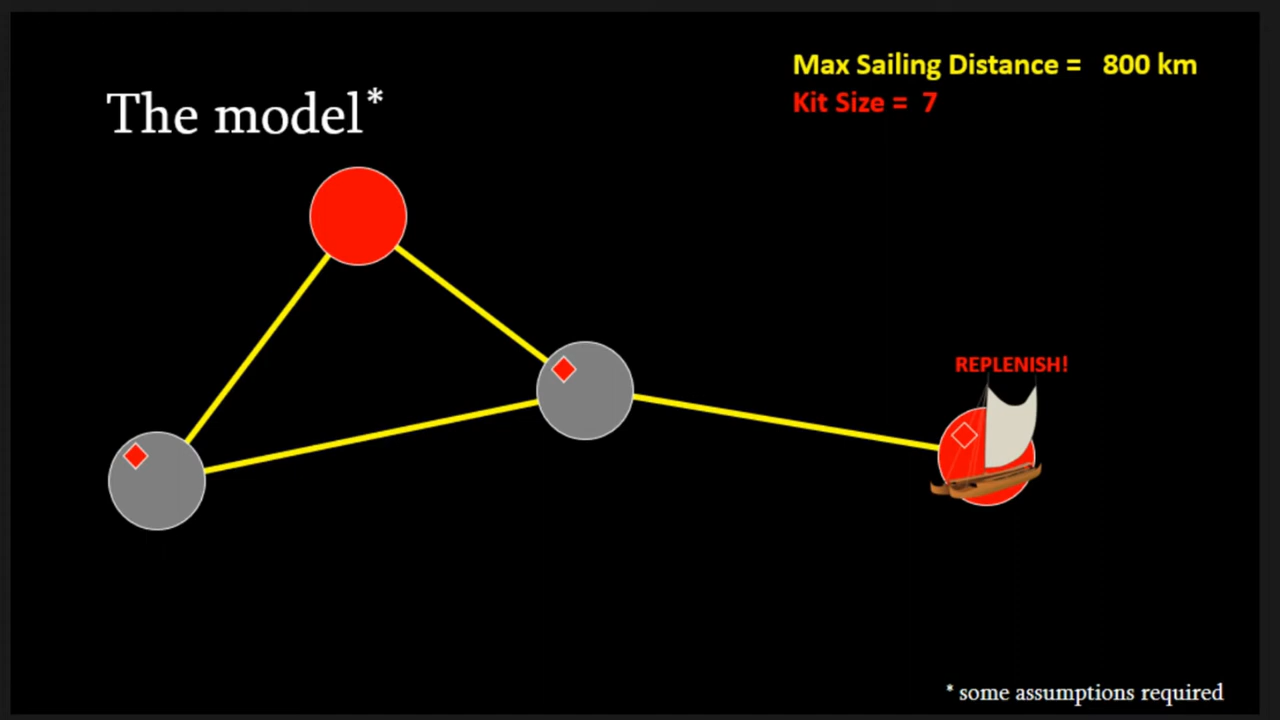 The model*
Max Sailing Distance = 800 km
Kit Size = 7
REPLENISH!
* some assumptions required